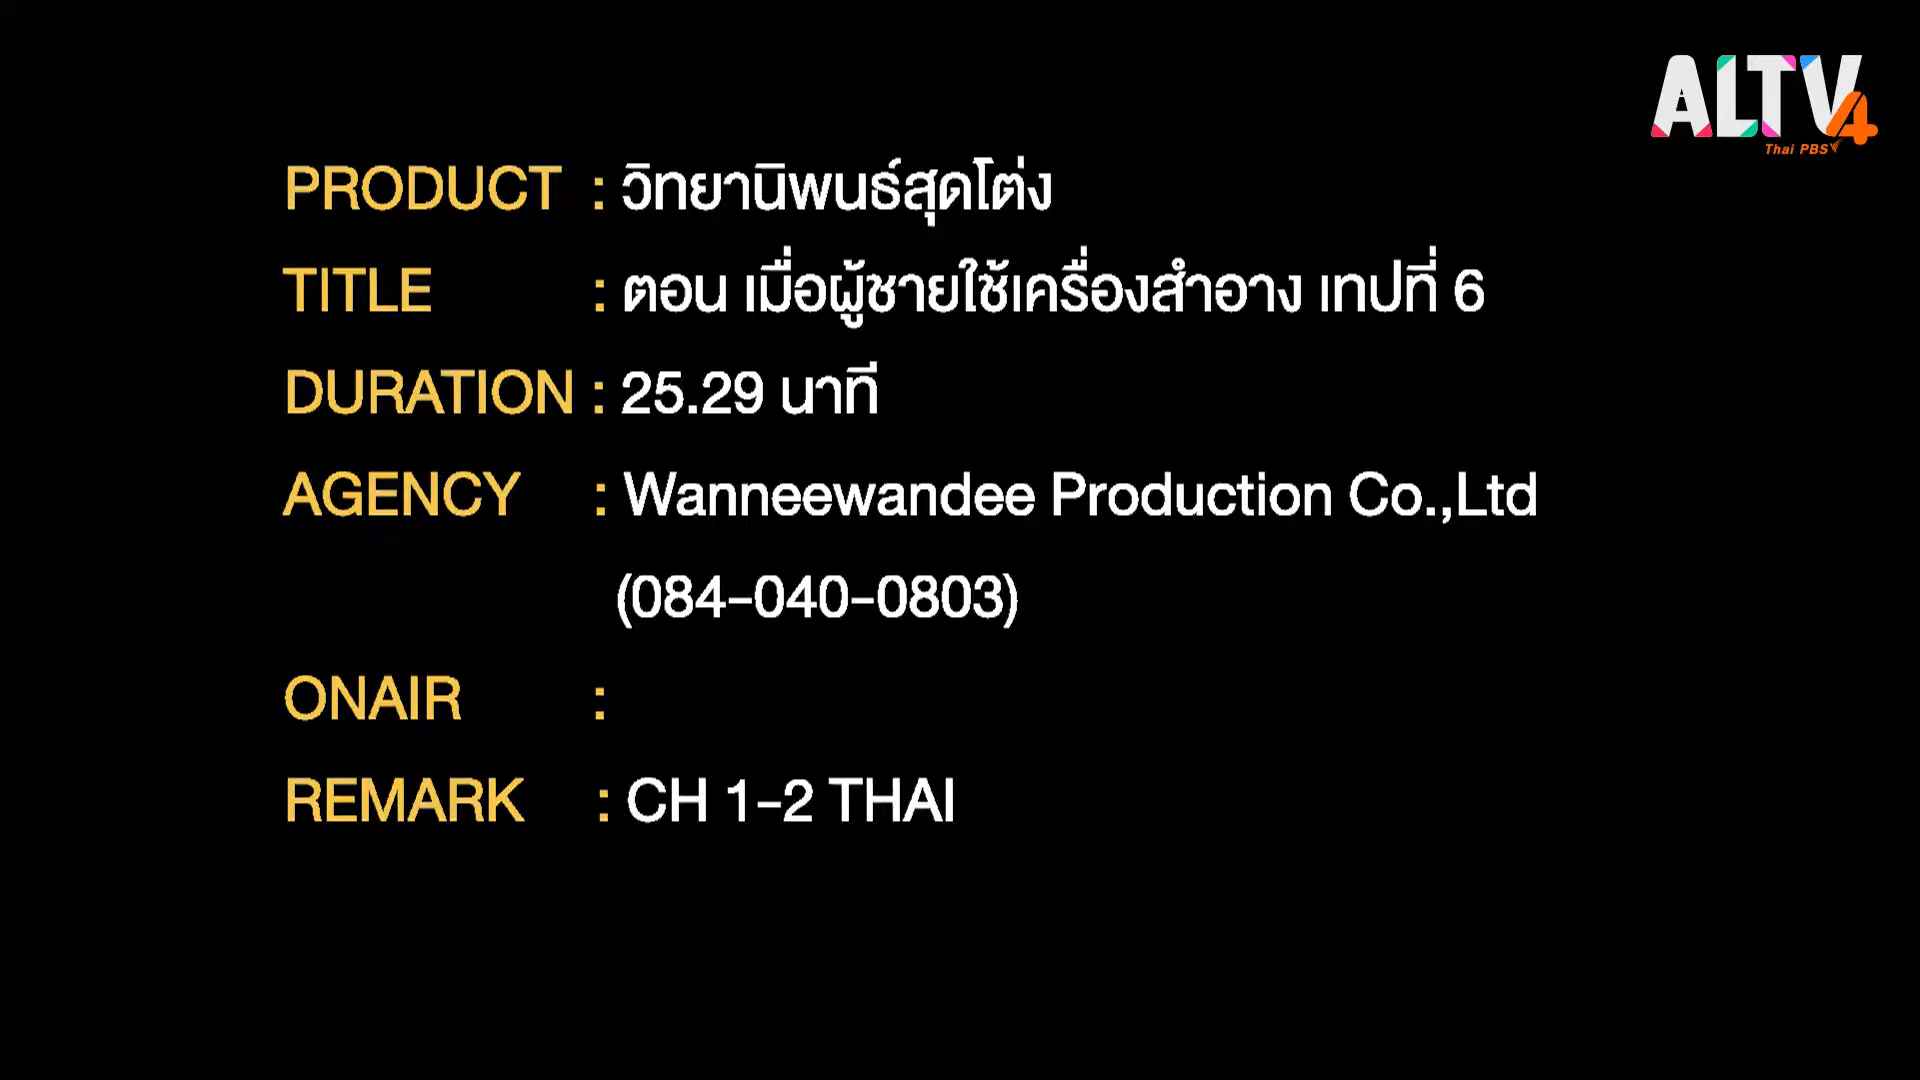 ALTV4
Thai PBS
PRODUCT : วิทยานิพนธ์สุดโต่ง
TITLE : ตอน เมื่อผู้ชายใช้เครื่องสำอาง เทปที่ 6
DURATION : 25.29 นาที
AGENCY : Wanneewandee Production Co.,Ltd
(084-040-0803)
ONAIR :
REMARK : CH 1-2 THAI